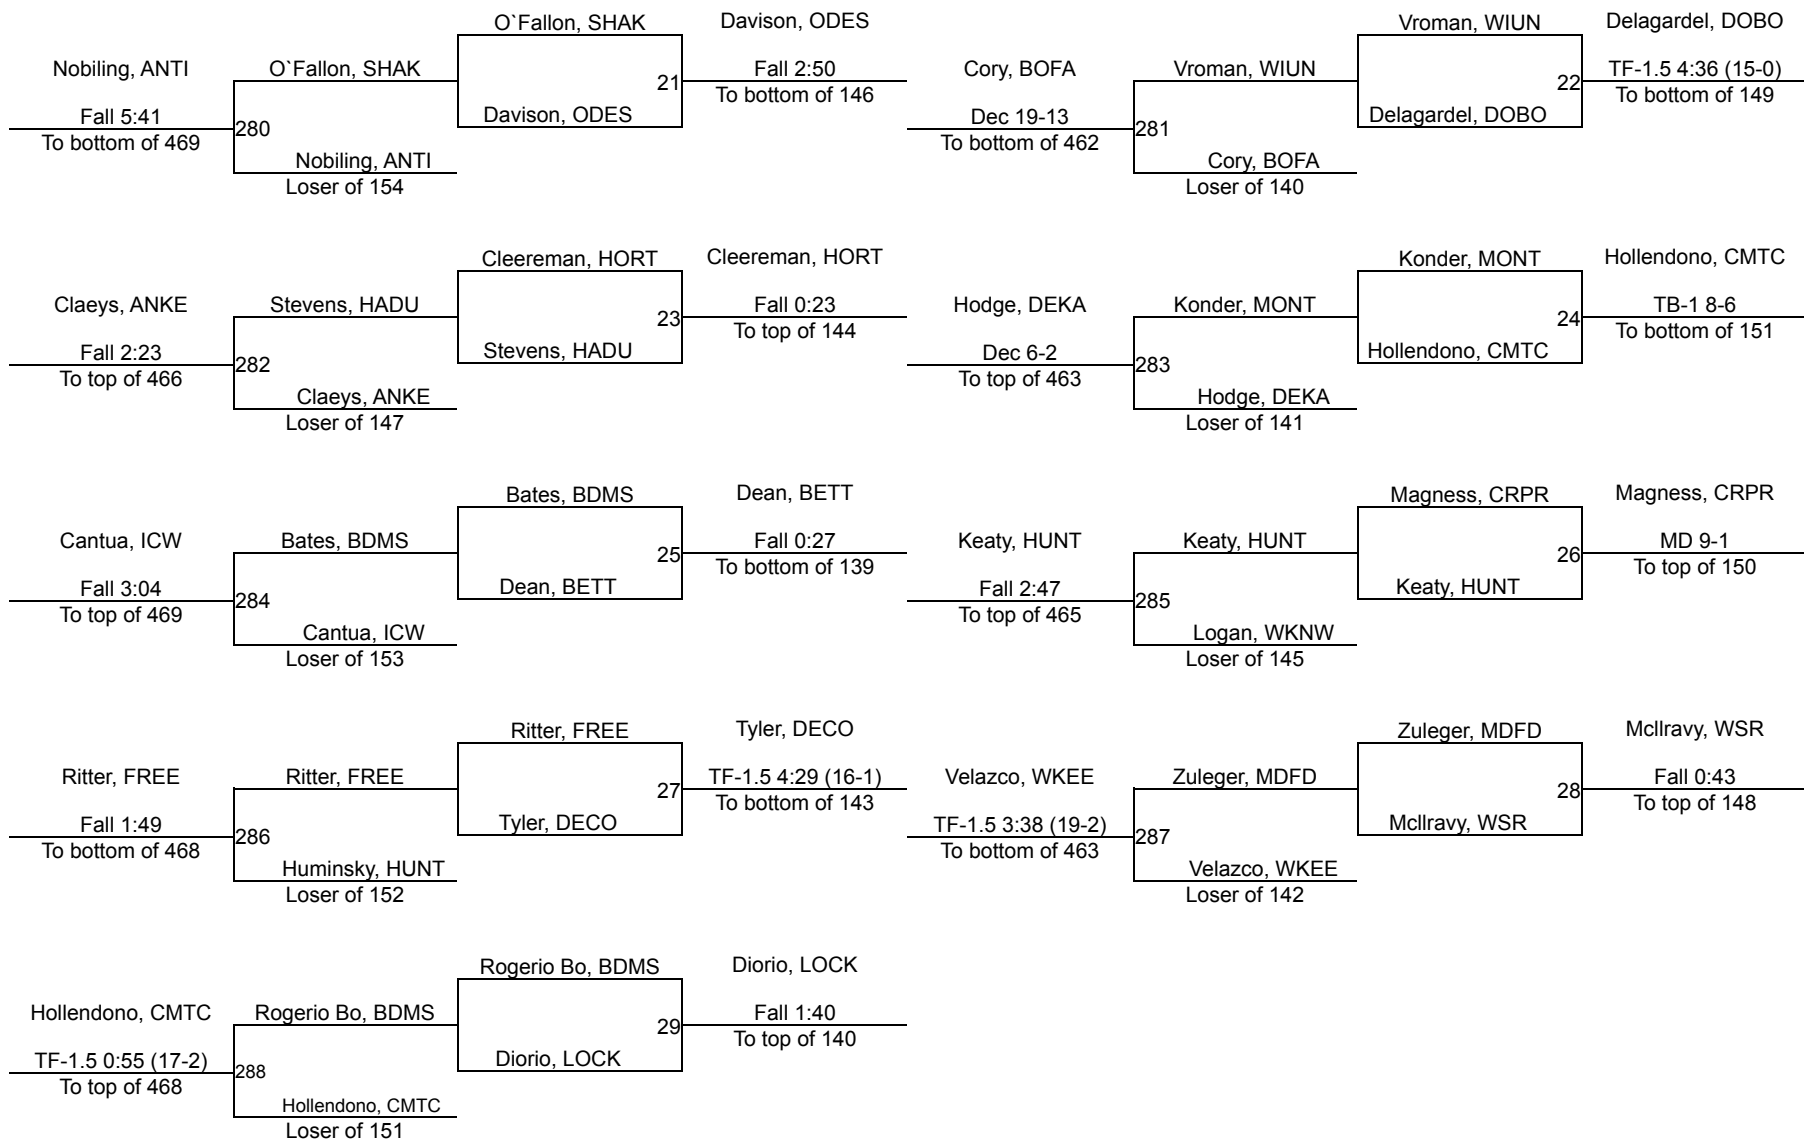 O`Fallon, SHAK
Davison, ODES
Nobiling, ANTI
O`Fallon, SHAK
21
Fall 2:50
To bottom of 146
Fall 5:41
280
Davison, ODES
To bottom of 469
Nobiling, ANTI
Loser of 154
Vroman, WIUN
Delagardel, DOBO
Cory, BOFA
Vroman, WIUN
22
TF-1.5 4:36 (15-0)
To bottom of 149
Dec 19-13
281
Delagardel, DOBO
To bottom of 462
Cory, BOFA
Loser of 140
Cleereman, HORT
Cleereman, HORT
Claeys, ANKE
Stevens, HADU
23
Fall 0:23
To top of 144
Fall 2:23
282
Stevens, HADU
To top of 466
Claeys, ANKE
Loser of 147
Konder, MONT
Hollendono, CMTC
Hodge, DEKA
Konder, MONT
24
TB-1 8-6
To bottom of 151
Dec 6-2
283
Hollendono, CMTC
To top of 463
Hodge, DEKA
Loser of 141
Bates, BDMS
Dean, BETT
Cantua, ICW
Bates, BDMS
25
Fall 0:27
To bottom of 139
Fall 3:04
284
Dean, BETT
To top of 469
Cantua, ICW
Loser of 153
Magness, CRPR
Magness, CRPR
Keaty, HUNT
Keaty, HUNT
26
MD 9-1
To top of 150
Fall 2:47
285
Keaty, HUNT
To top of 465
Logan, WKNW
Loser of 145
Ritter, FREE
Tyler, DECO
Ritter, FREE
Ritter, FREE
27
TF-1.5 4:29 (16-1)
To bottom of 143
Fall 1:49
286
Tyler, DECO
To bottom of 468
Huminsky, HUNT
Loser of 152
Zuleger, MDFD
McIlravy, WSR
Velazco, WKEE
Zuleger, MDFD
28
Fall 0:43
To top of 148
TF-1.5 3:38 (19-2)
287
McIlravy, WSR
To bottom of 463
Velazco, WKEE
Loser of 142
Rogerio Bo, BDMS
Diorio, LOCK
Hollendono, CMTC
Rogerio Bo, BDMS
29
Fall 1:40
To top of 140
TF-1.5 0:55 (17-2)
288
Diorio, LOCK
To top of 468
Hollendono, CMTC
Loser of 151